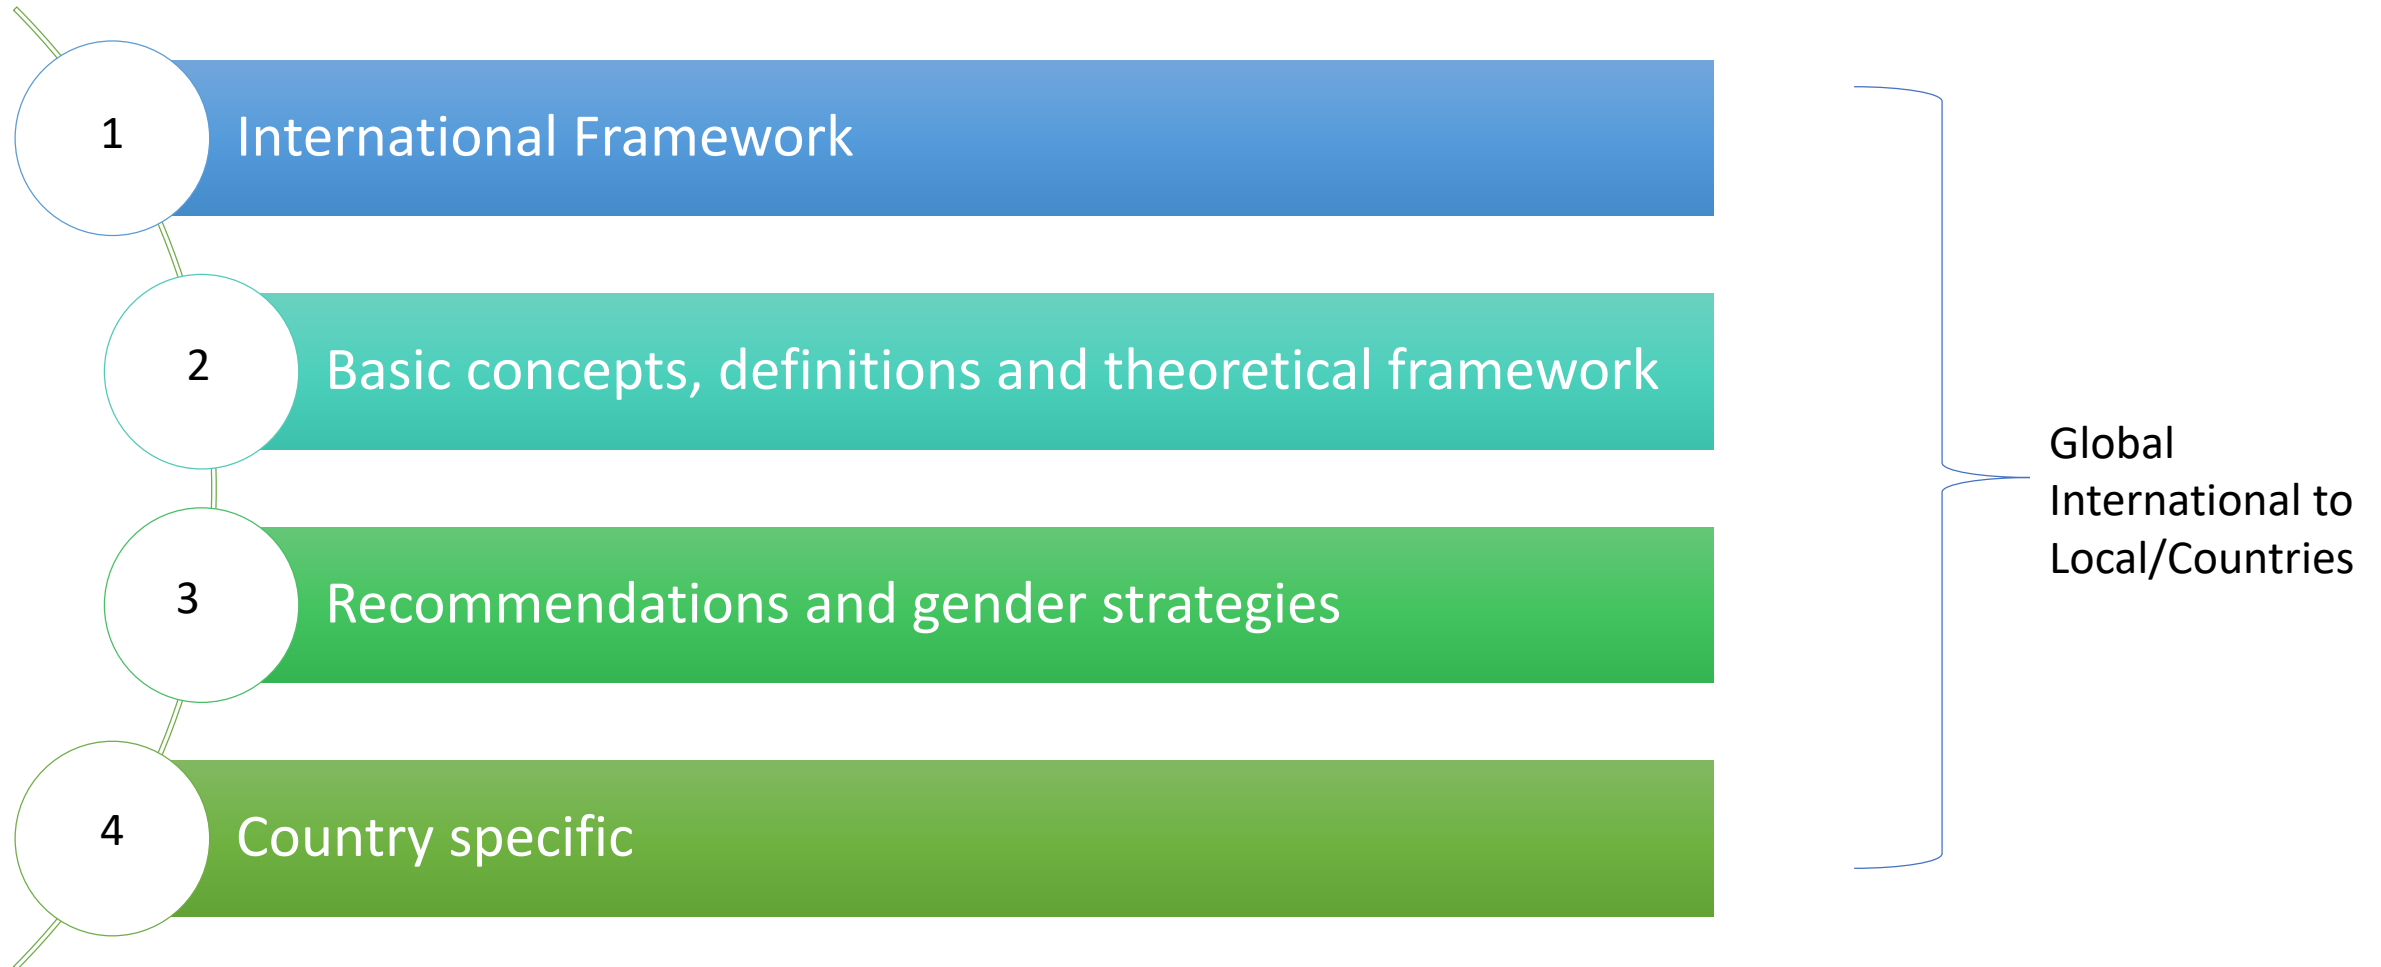 1
International Framework
2
Basic concepts, definitions and theoretical framework
3
Recommendations and gender strategies
4
Country specific
Global
International to
Local/Countries